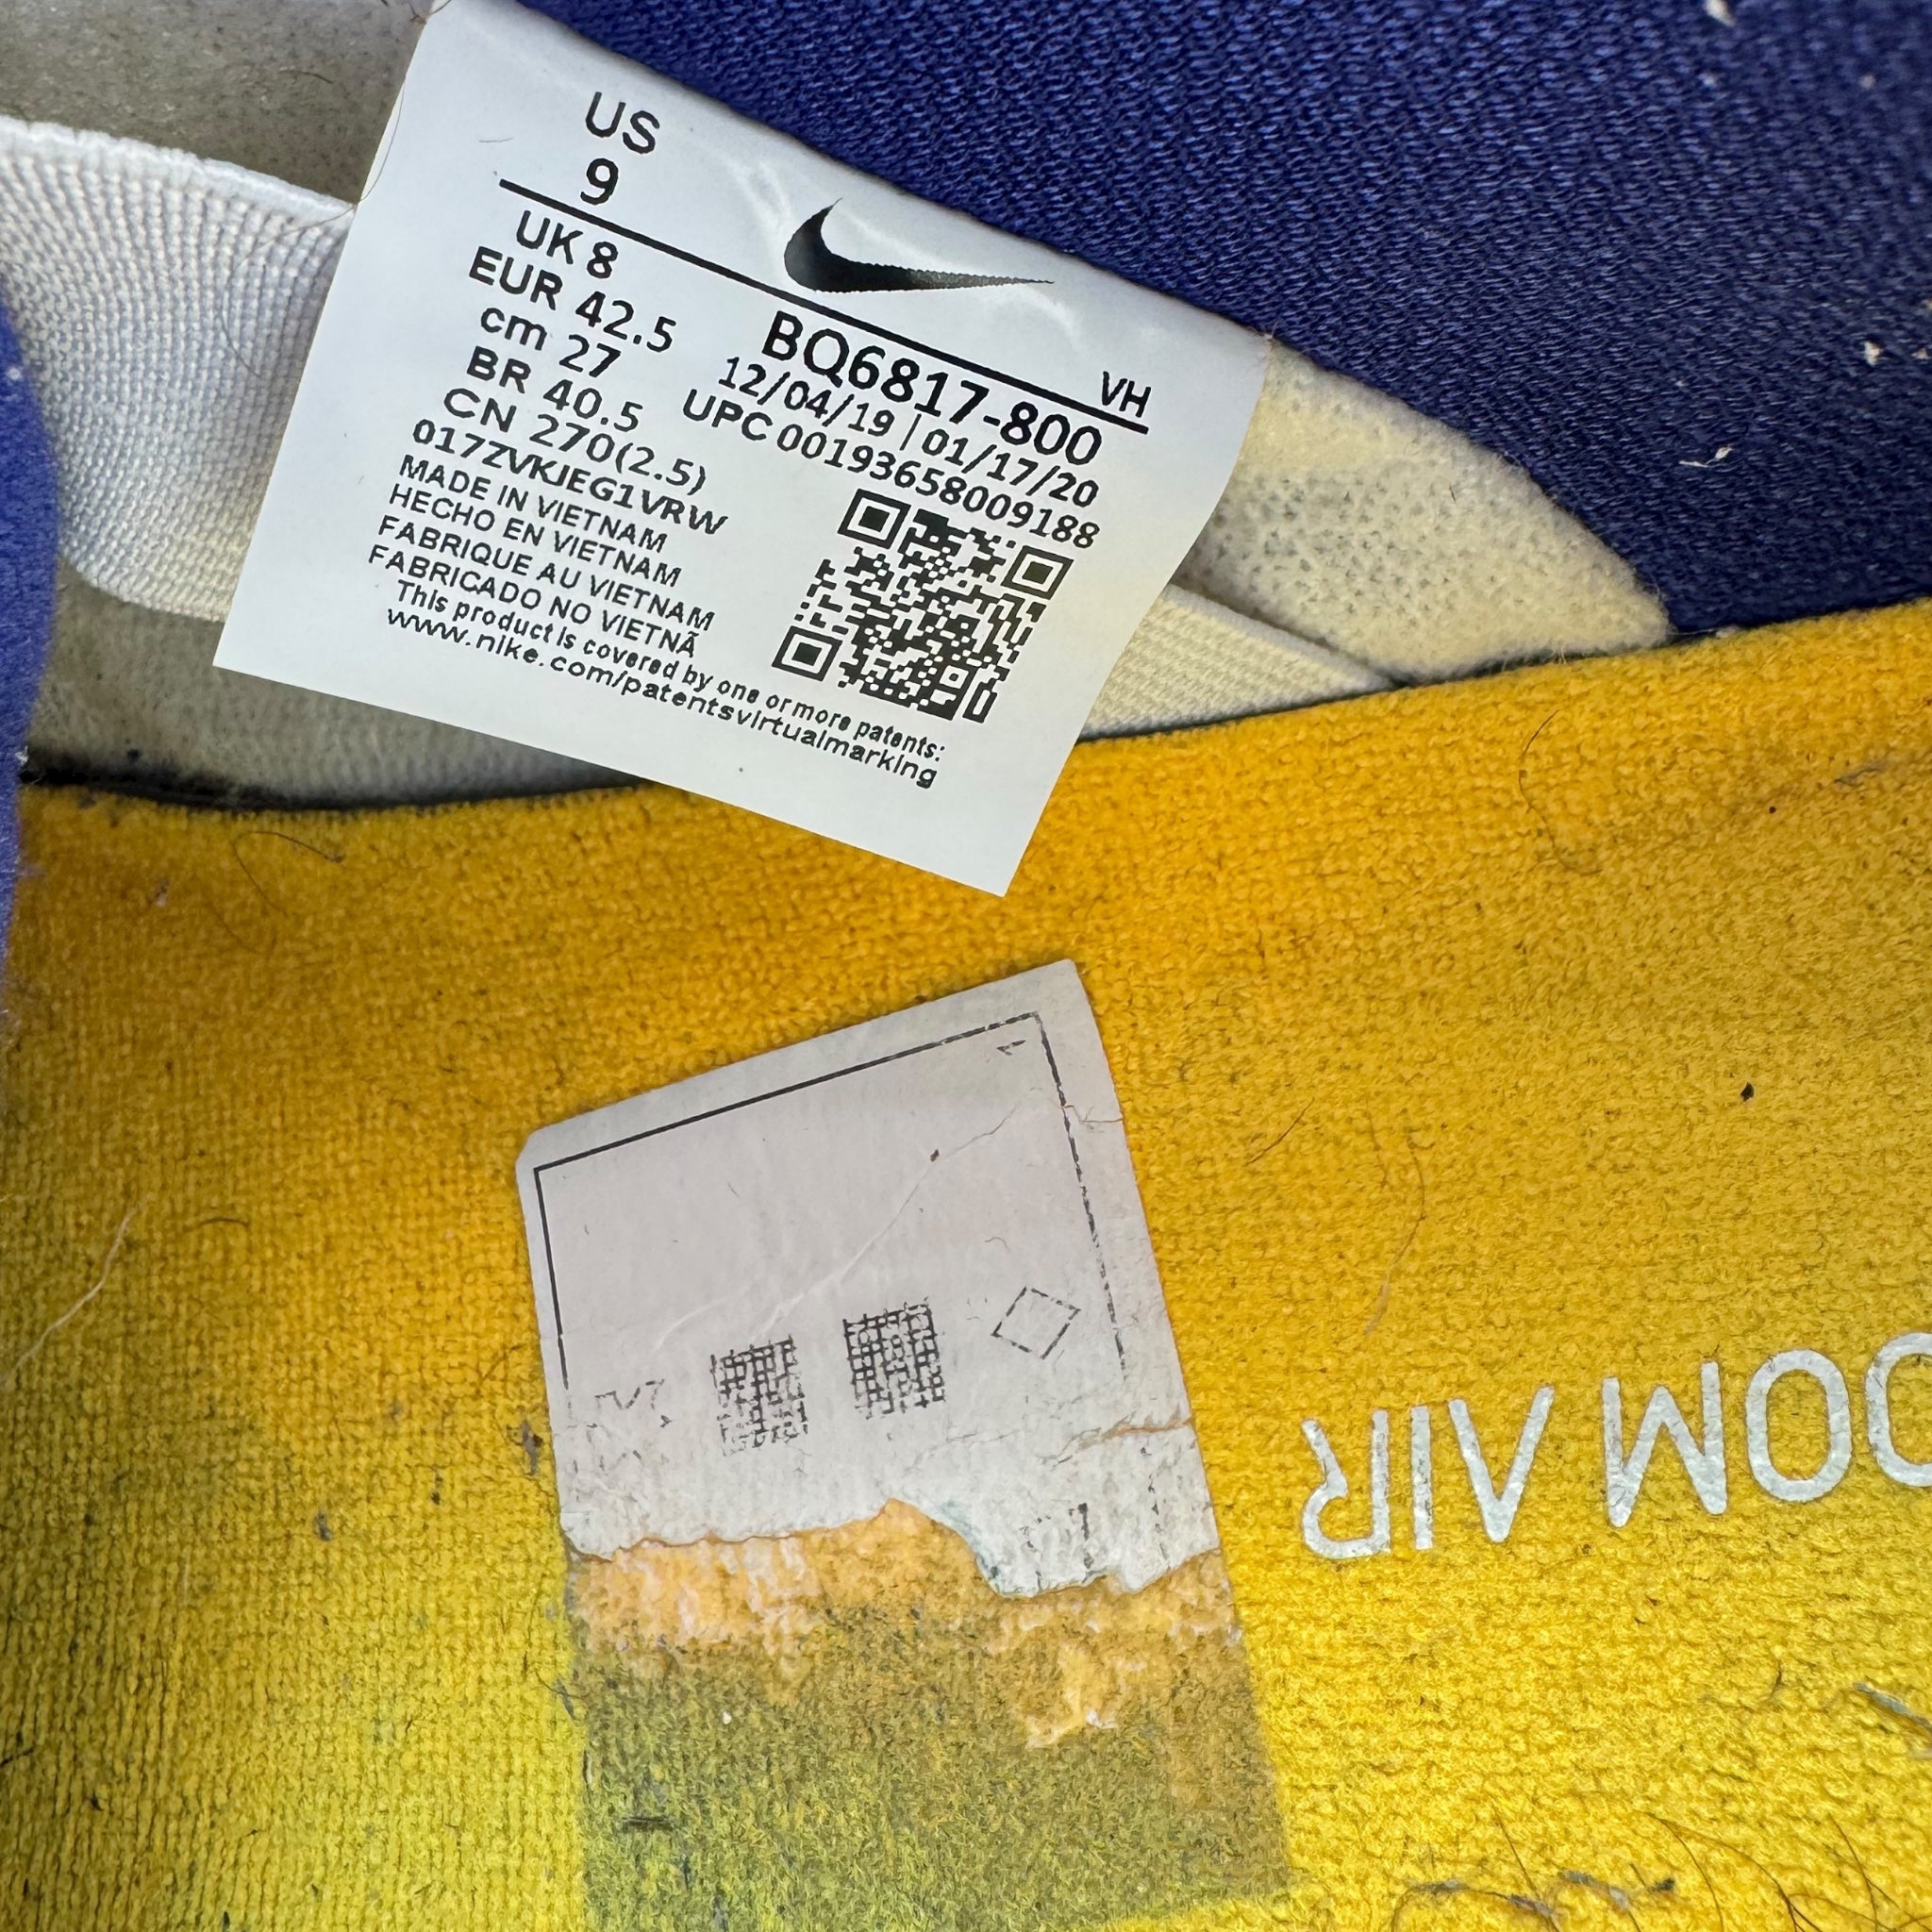 US
9
UK 8
EUR 42.5
cm 27
BR 40.5
CN 270(2.5)
017ZVKJEG1VRW
MADE IN VIETNAM
HECHO EN VIETNAM
FABRIQUE AU VIETNAM
FABRICADO NO VIETNÃ
This product is covered by one or more patents:
www.nike.com/patentsvirtualmarking
VH
BQ6817-800
12/04/19 | 01/17/20
UPC 00193658009188
OOM AIR